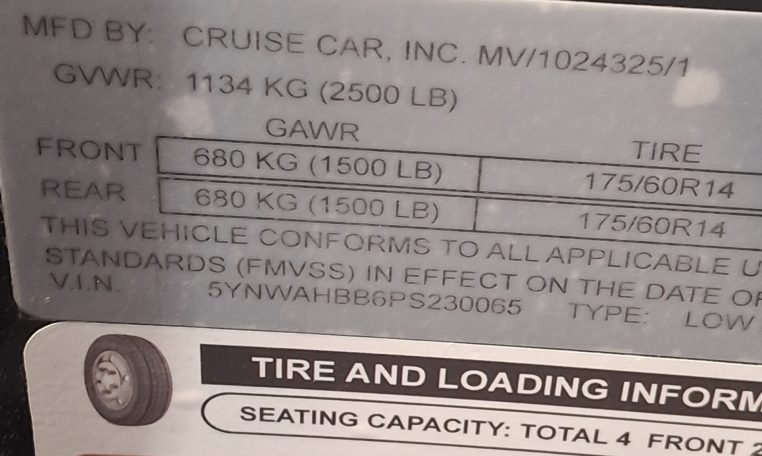 MFD BY: CRUISE CAR, INC. MV/1024325/1
GVWR: 1134 KG (2500 LB)
GAWR TIRE
FRONT 680 KG (1500 LB) 175/60R14
REAR 680 KG (1500 LB) 175/60R14
THIS VEHICLE CONFORMS TO ALL APPLICABLE U
STANDARDS (FMVSS) IN EFFECT ON THE DATE OF
V.I.N. 5YNWAHBB6PS230065 TYPE: LOW
TIRE AND LOADING INFORM
SEATING CAPACITY: TOTAL 4 FRONT 2